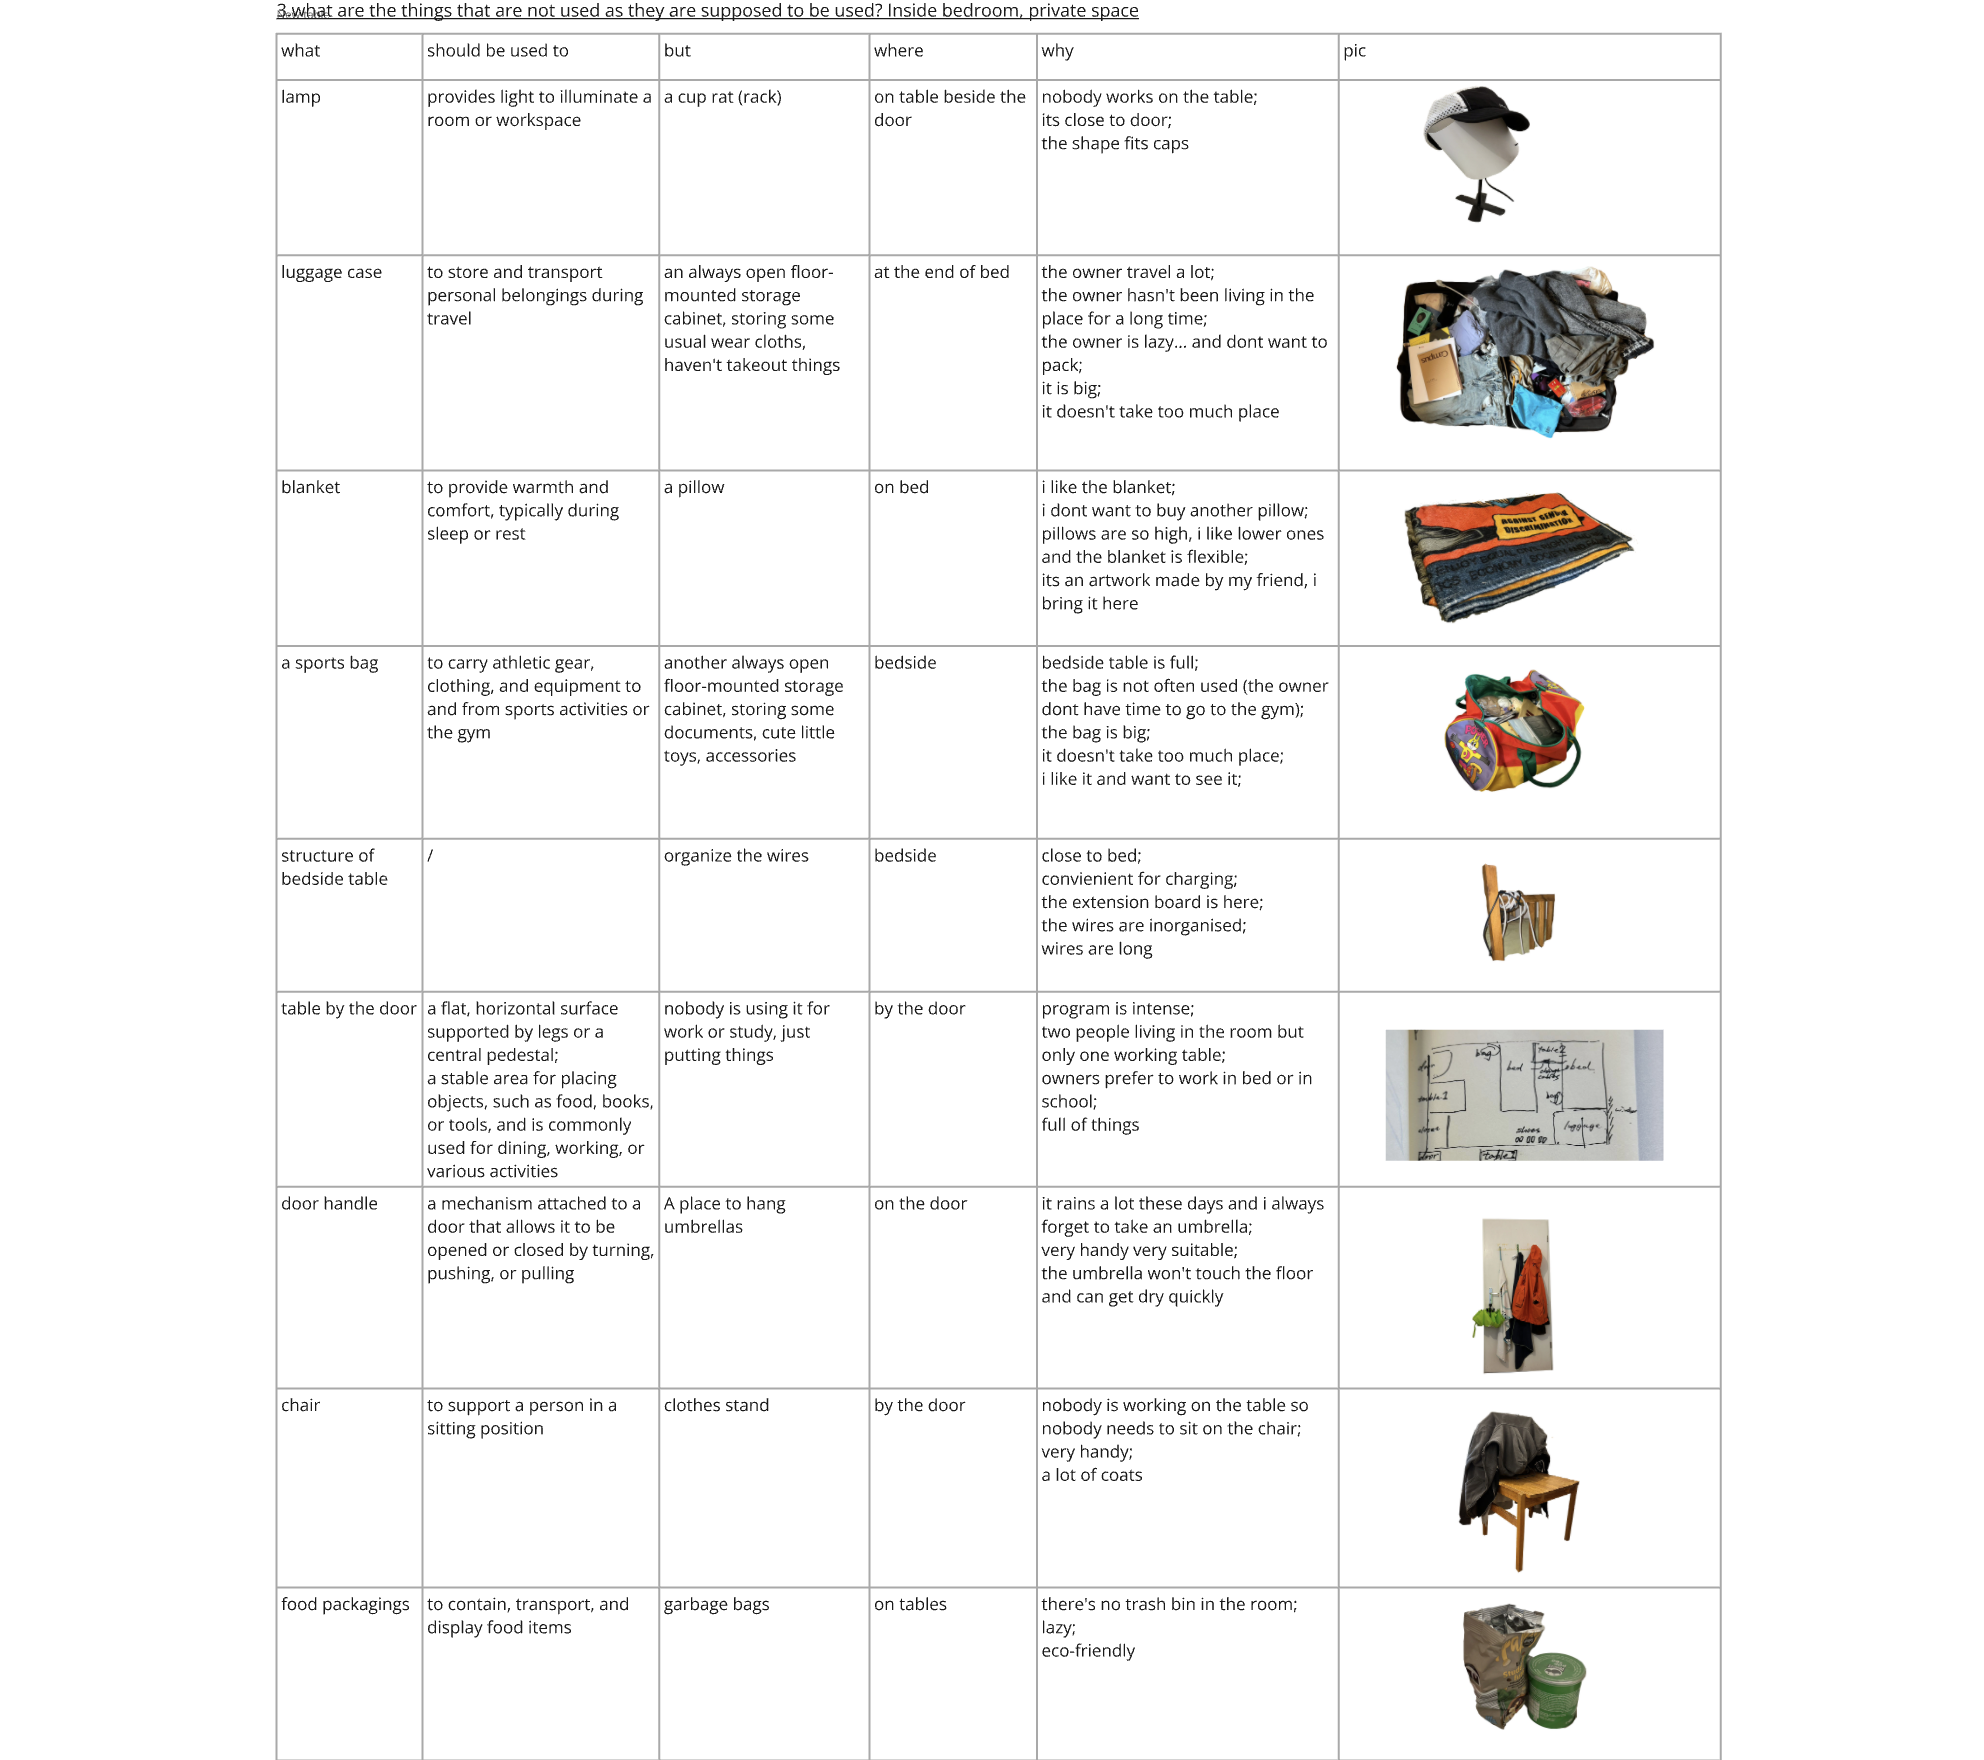 3.what are the things that are not used as they are supposed to be used? Inside bedroom, private space
what
should be used to
but
where
why
pic
lamp
provides light to illuminate a
room or workspace
a cup rat (rack)
on table beside the
door
nobody works on the table;
its close to door;
the shape fits caps
luggage case
to store and transport
personal belongings during
travel
an always open floor-
mounted storage
cabinet, storing some
usual wear cloths,
haven't takeout things
at the end of bed
the owner travel a lot;
the owner hasn't been living in the
place for a long time;
the owner is lazy... and dont want to
pack;
it is big;
it doesn't take too much place
Campus
blanket
to provide warmth and
comfort, typically during
sleep or rest
a pillow
on bed
i like the blanket;
i dont want to buy another pillow;
pillows are so high, i like lower ones
and the blanket is flexible;
its an artwork made by my friend, i
bring it here
AGAINST GENDER
DISCRIMINATION
a sports bag
to carry athletic gear,
clothing, and equipment to
and from sports activities or
the gym
another always open
floor-mounted storage
cabinet, storing some
documents, cute little
toys, accessories
bedside
bedside table is full;
the bag is not often used (the owner
dont have time to go to the gym);
the bag is big;
it doesn't take too much place;
i like it and want to see it;
structure of
bedside table
/
organize the wires
bedside
close to bed;
convienient for charging;
the extension board is here;
the wires are inorganised;
wires are long
table by the door
a flat, horizontal surface
supported by legs or a
central pedestal;
a stable area for placing
objects, such as food, books,
or tools, and is commonly
used for dining, working, or
various activities
nobody is using it for
work or study, just
putting things
by the door
program is intense;
two people living in the room but
only one working table;
owners prefer to work in bed or in
school;
full of things
door
bag
bed
table2
bed
table 1
bag
luggage
shoes
door
table1
door handle
a mechanism attached to a
door that allows it to be
opened or closed by turning,
pushing, or pulling
A place to hang
umbrellas
on the door
it rains a lot these days and i always
forget to take an umbrella;
very handy very suitable;
the umbrella won't touch the floor
and can get dry quickly
chair
to support a person in a
sitting position
clothes stand
by the door
nobody is working on the table so
nobody needs to sit on the chair;
very handy;
a lot of coats
food packagings
to contain, transport, and
display food items
garbage bags
on tables
there's no trash bin in the room;
lazy;
eco-friendly